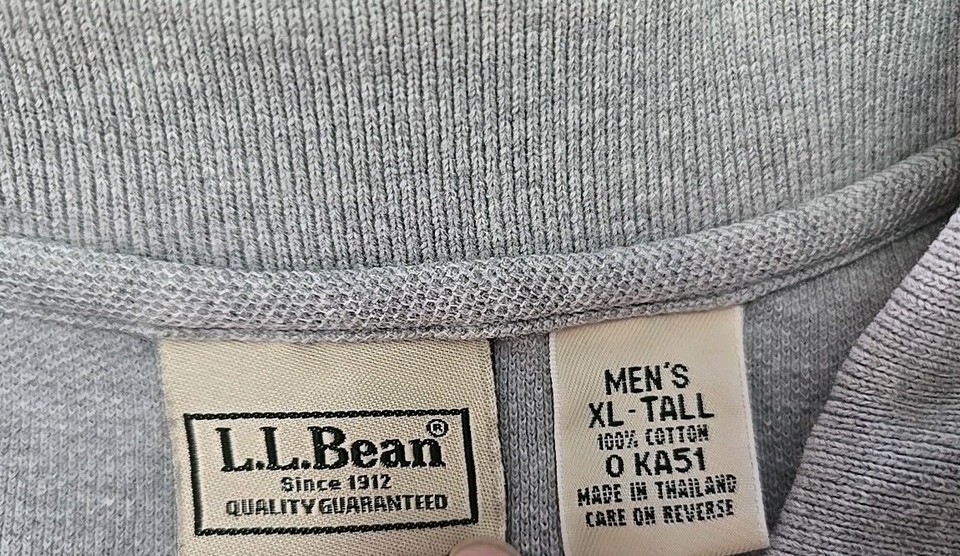 L.L.Bean®
Since 1912
QUALITY GUARANTEED
MEN'S
XL-TALL
100% COTTON
0 KA51
MADE IN THAILAND
CARE ON REVERSE